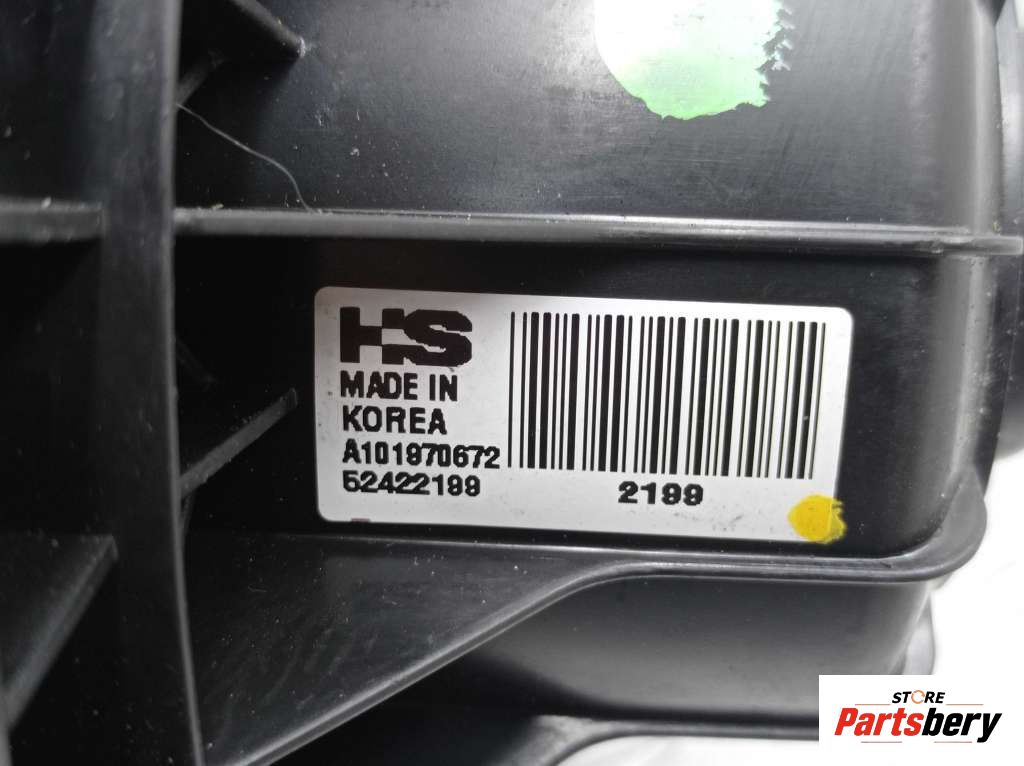 HS
MADE IN
KOREA
A101970672
52422199
2199
STORE
Partsbery